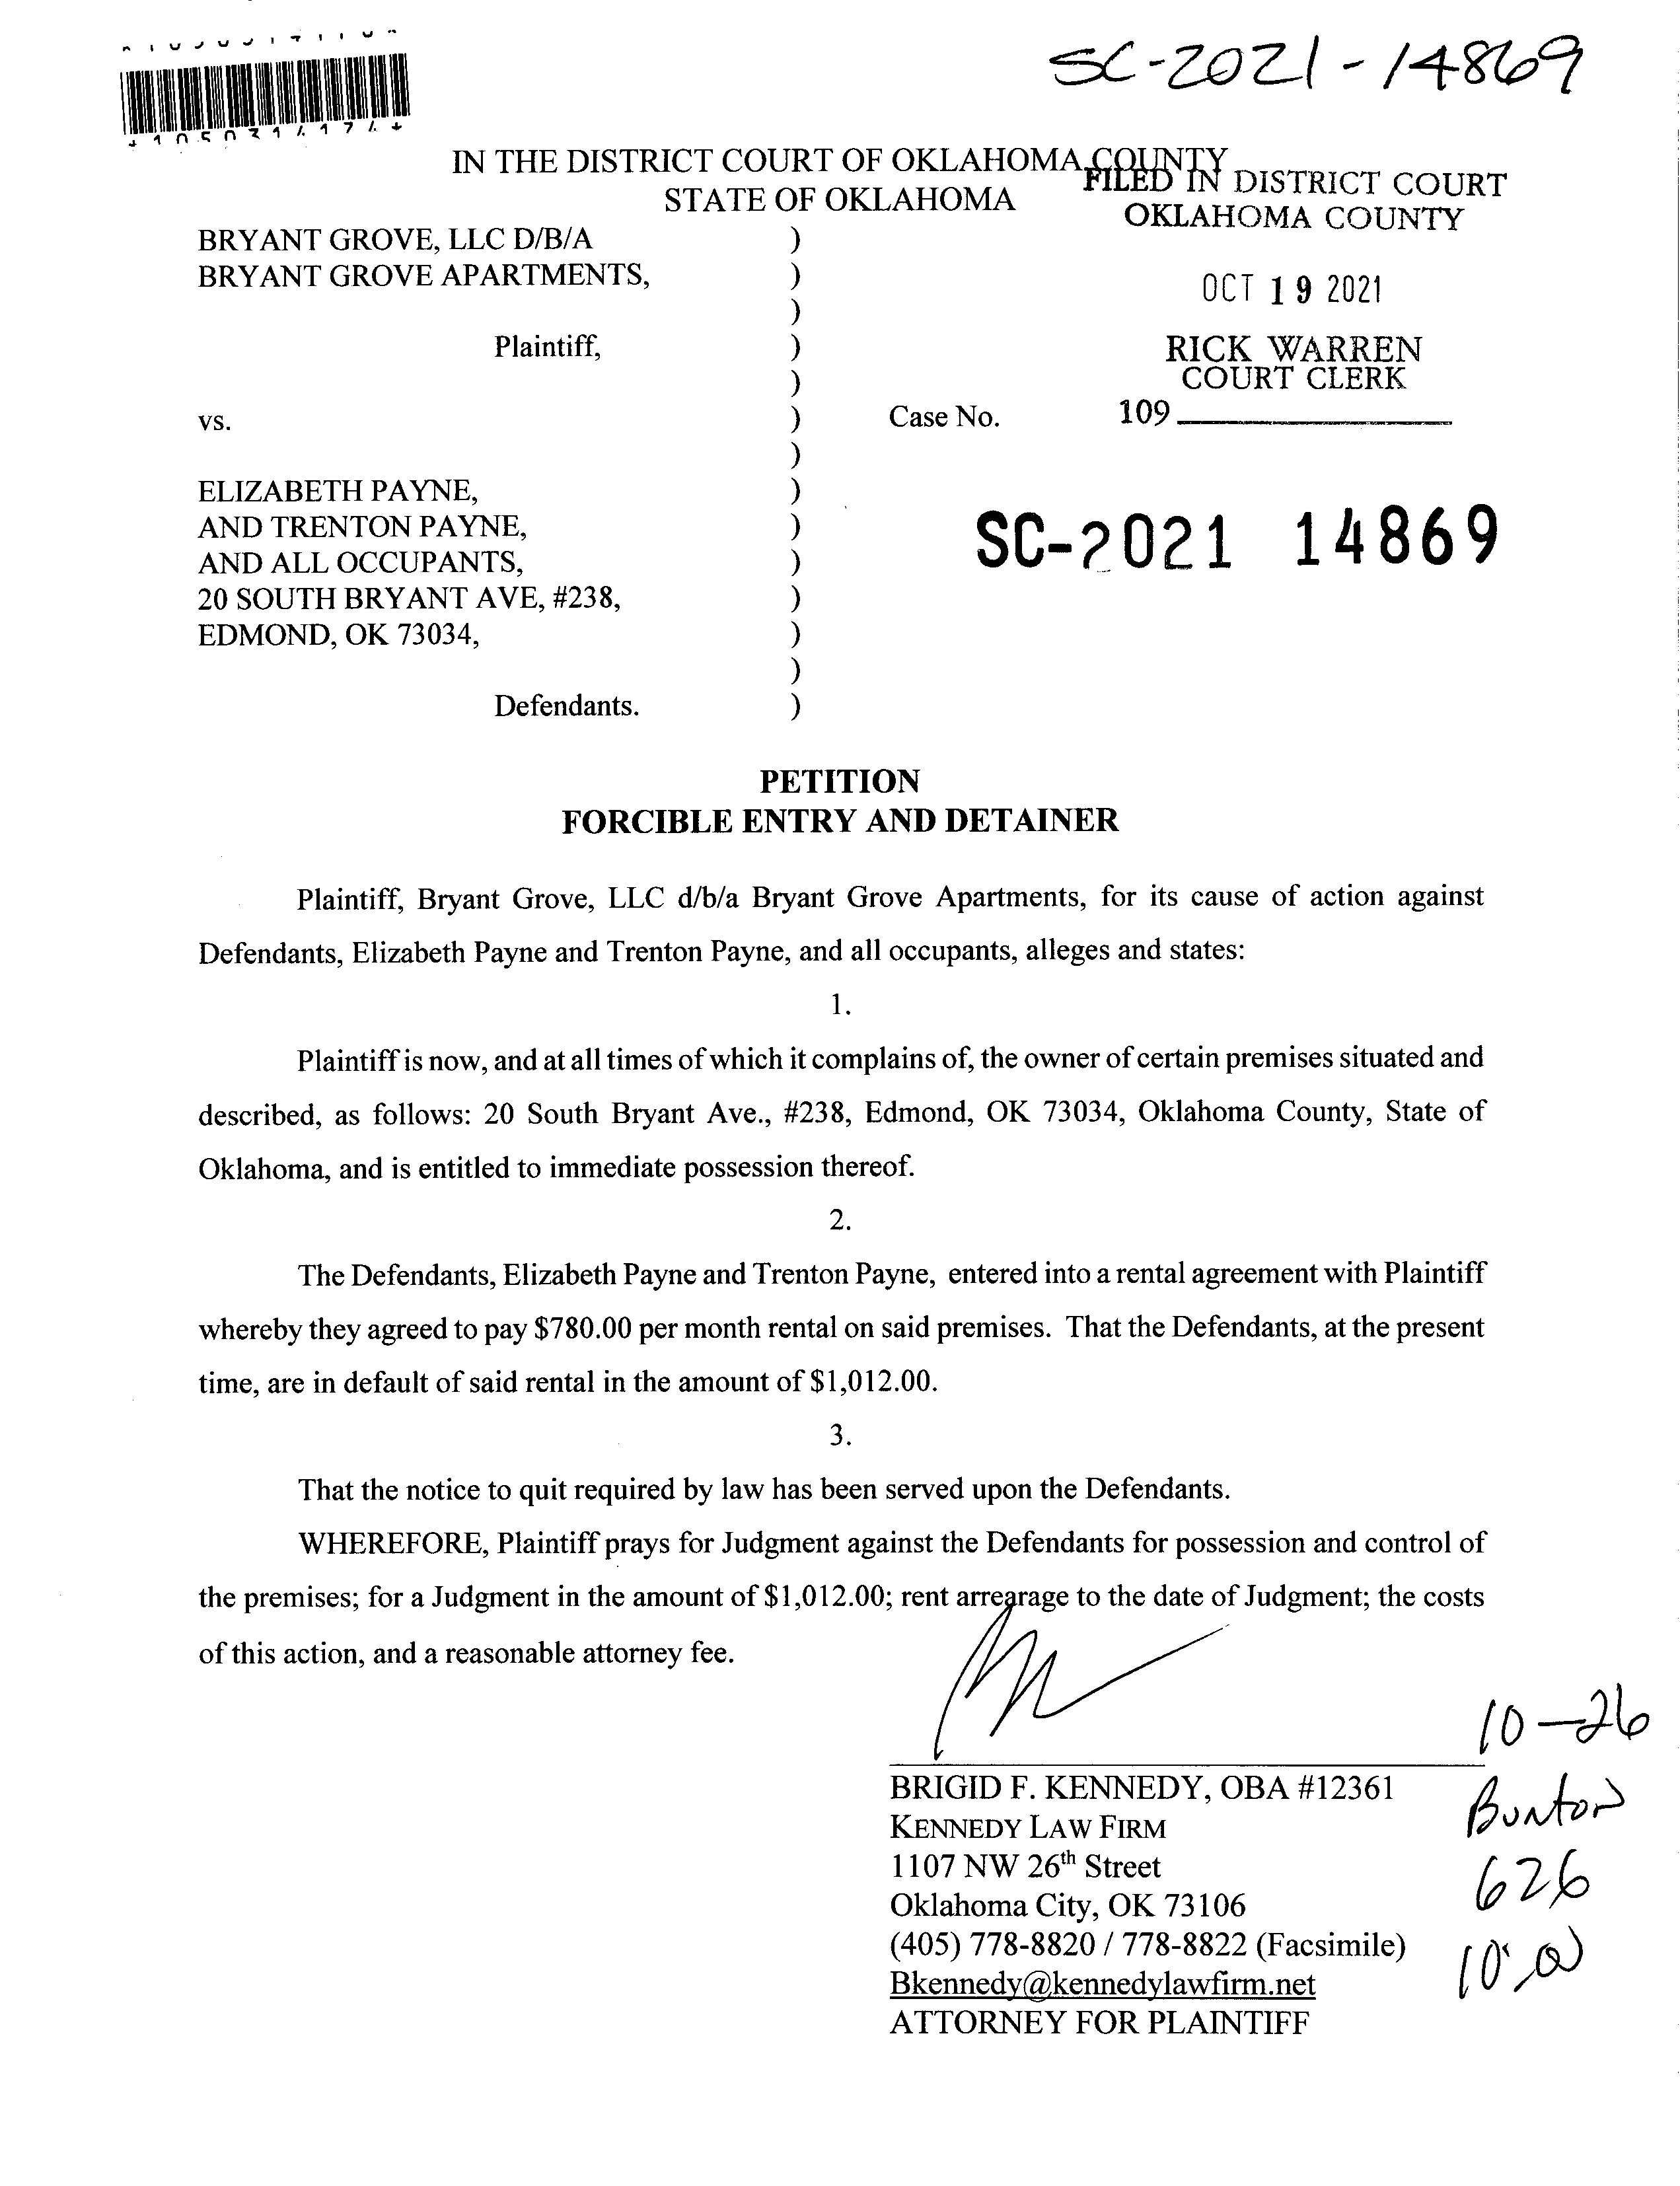 SC-2021-14869
IN THE DISTRICT COURT OF OKLAHOMA COUNTY
STATE OF OKLAHOMA
FILED IN DISTRICT COURT
OKLAHOMA COUNTY
OCT 19 2021
RICK WARREN
COURT CLERK
109
BRYANT GROVE, LLC D/B/A )
BRYANT GROVE APARTMENTS, )
)
Plaintiff, )
)
vs. ) Case No.
)
ELIZABETH PAYNE, )
AND TRENTON PAYNE, )
AND ALL OCCUPANTS, )
20 SOUTH BRYANT AVE, #238, )
EDMOND, OK 73034, )
)
Defendants. )
SC-2021 14869
PETITION
FORCIBLE ENTRY AND DETAINER
Plaintiff, Bryant Grove, LLC d/b/a Bryant Grove Apartments, for its cause of action against
Defendants, Elizabeth Payne and Trenton Payne, and all occupants, alleges and states:
1.
Plaintiff is now, and at all times of which it complains of, the owner of certain premises situated and
described, as follows: 20 South Bryant Ave., #238, Edmond, OK 73034, Oklahoma County, State of
Oklahoma, and is entitled to immediate possession thereof.
2.
The Defendants, Elizabeth Payne and Trenton Payne, entered into a rental agreement with Plaintiff
whereby they agreed to pay $780.00 per month rental on said premises. That the Defendants, at the present
time, are in default of said rental in the amount of $1,012.00.
3.
That the notice to quit required by law has been served upon the Defendants.
WHEREFORE, Plaintiff prays for Judgment against the Defendants for possession and control of
the premises; for a Judgment in the amount of $1,012.00; rent arrearage to the date of Judgment; the costs
of this action, and a reasonable attorney fee.
BRIGID F. KENNEDY, OBA #12361
KENNEDY LAW FIRM
1107 NW 26th Street
Oklahoma City, OK 73106
(405) 778-8820 / 778-8822 (Facsimile)
Bkennedy@kennedylawfirm.net
ATTORNEY FOR PLAINTIFF
10-26
Bunton
626